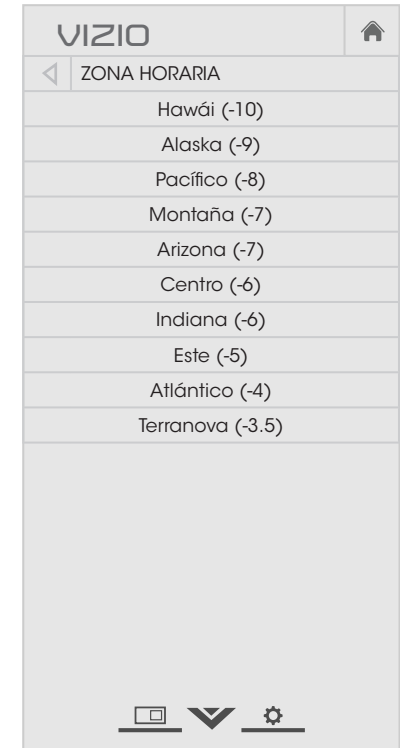 VIZIO
ZONA HORARIA
Hawái (-10)
Alaska (-9)
Pacífico (-8)
Montaña (-7)
Arizona (-7)
Centro (-6)
Indiana (-6)
Este (-5)
Atlántico (-4)
Terranova (-3.5)